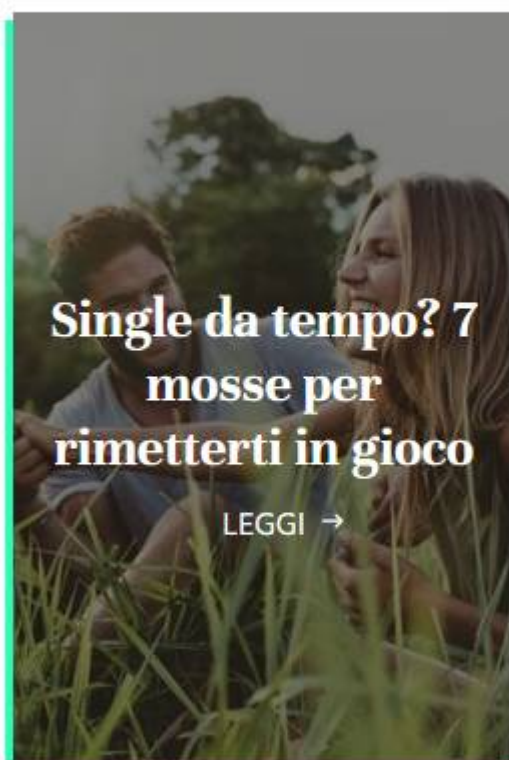 Single da tempo? 7
mosse per
rimetterti in gioco
LEGGI →